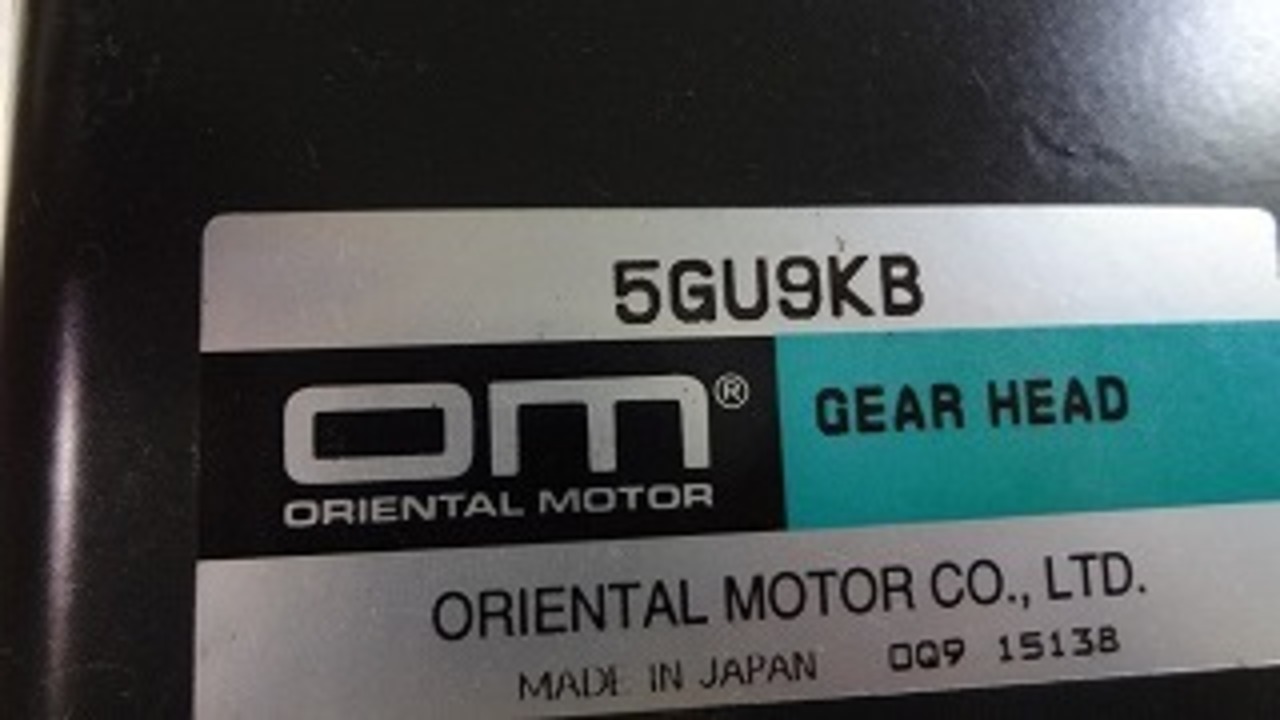 5GU9KB
OM®
ORIENTAL MOTOR
GEAR HEAD
ORIENTAL MOTOR CO., LTD.
MADE IN JAPAN 0Q9 15138